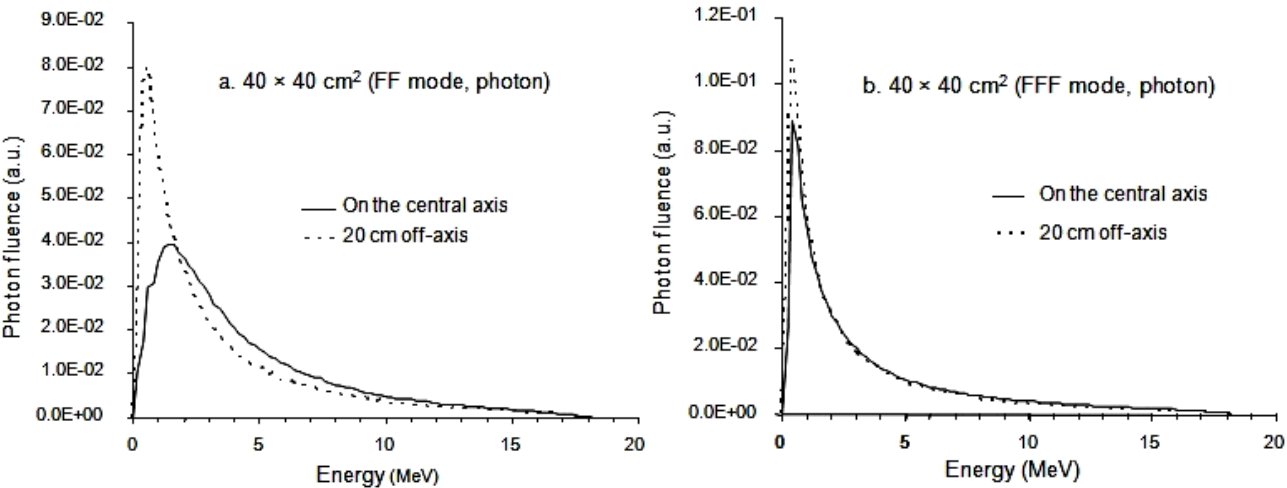 9.0E-02
8.0E-02
7.0E-02
6.0E-02
5.0E-02
4.0E-02
3.0E-02
2.0E-02
1.0E-02
0.0E+00
Photon fluence (a.u.)
a. 40 × 40 cm² (FF mode, photon)
On the central axis
20 cm off-axis
0 5 10 15 20
Energy (MeV)
1.2E-01
1.0E-01
8.0E-02
6.0E-02
4.0E-02
2.0E-02
0.0E+00
Photon fluence (a.u.)
b. 40 × 40 cm² (FFF mode, photon)
On the central axis
20 cm off-axis
0 5 10 15 20
Energy (MeV)